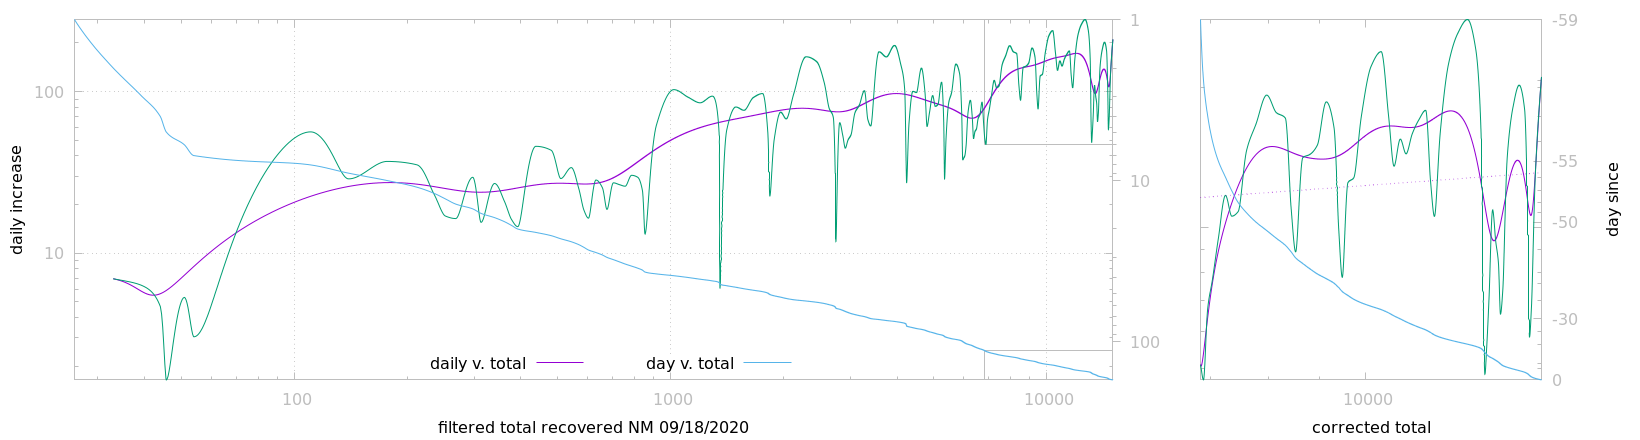 daily increase
100
10
daily v. total
day v. total
1
10
100
100
1000
10000
filtered total recovered NM 09/18/2020
-59
-55
-50
-30
0
day since
10000
corrected total